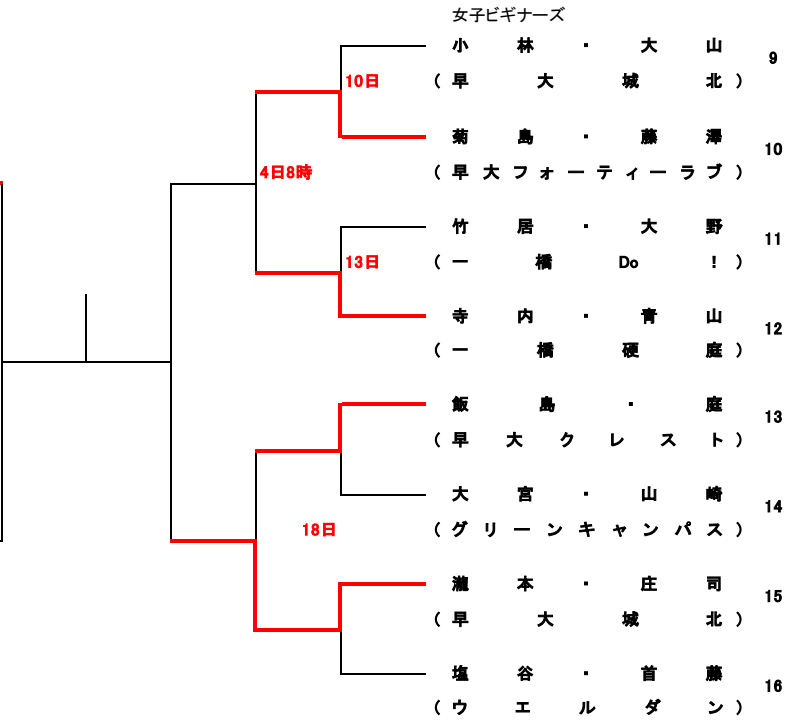 女子ビギナーズ
小林・大山
9
10日
(早大城北)
菊島・藤澤
10
4日8時
(早大フォーティーラブ)
竹居・大野
11
13日
(一橋Do!)
寺内・青山
12
(一橋硬庭)
飯島・庭
13
(早大クレスト)
大宮・山崎
14
18日
(グリーンキャンパス)
瀧本・庄司
15
(早大城北)
塩谷・首藤
16
(ウエルダン)